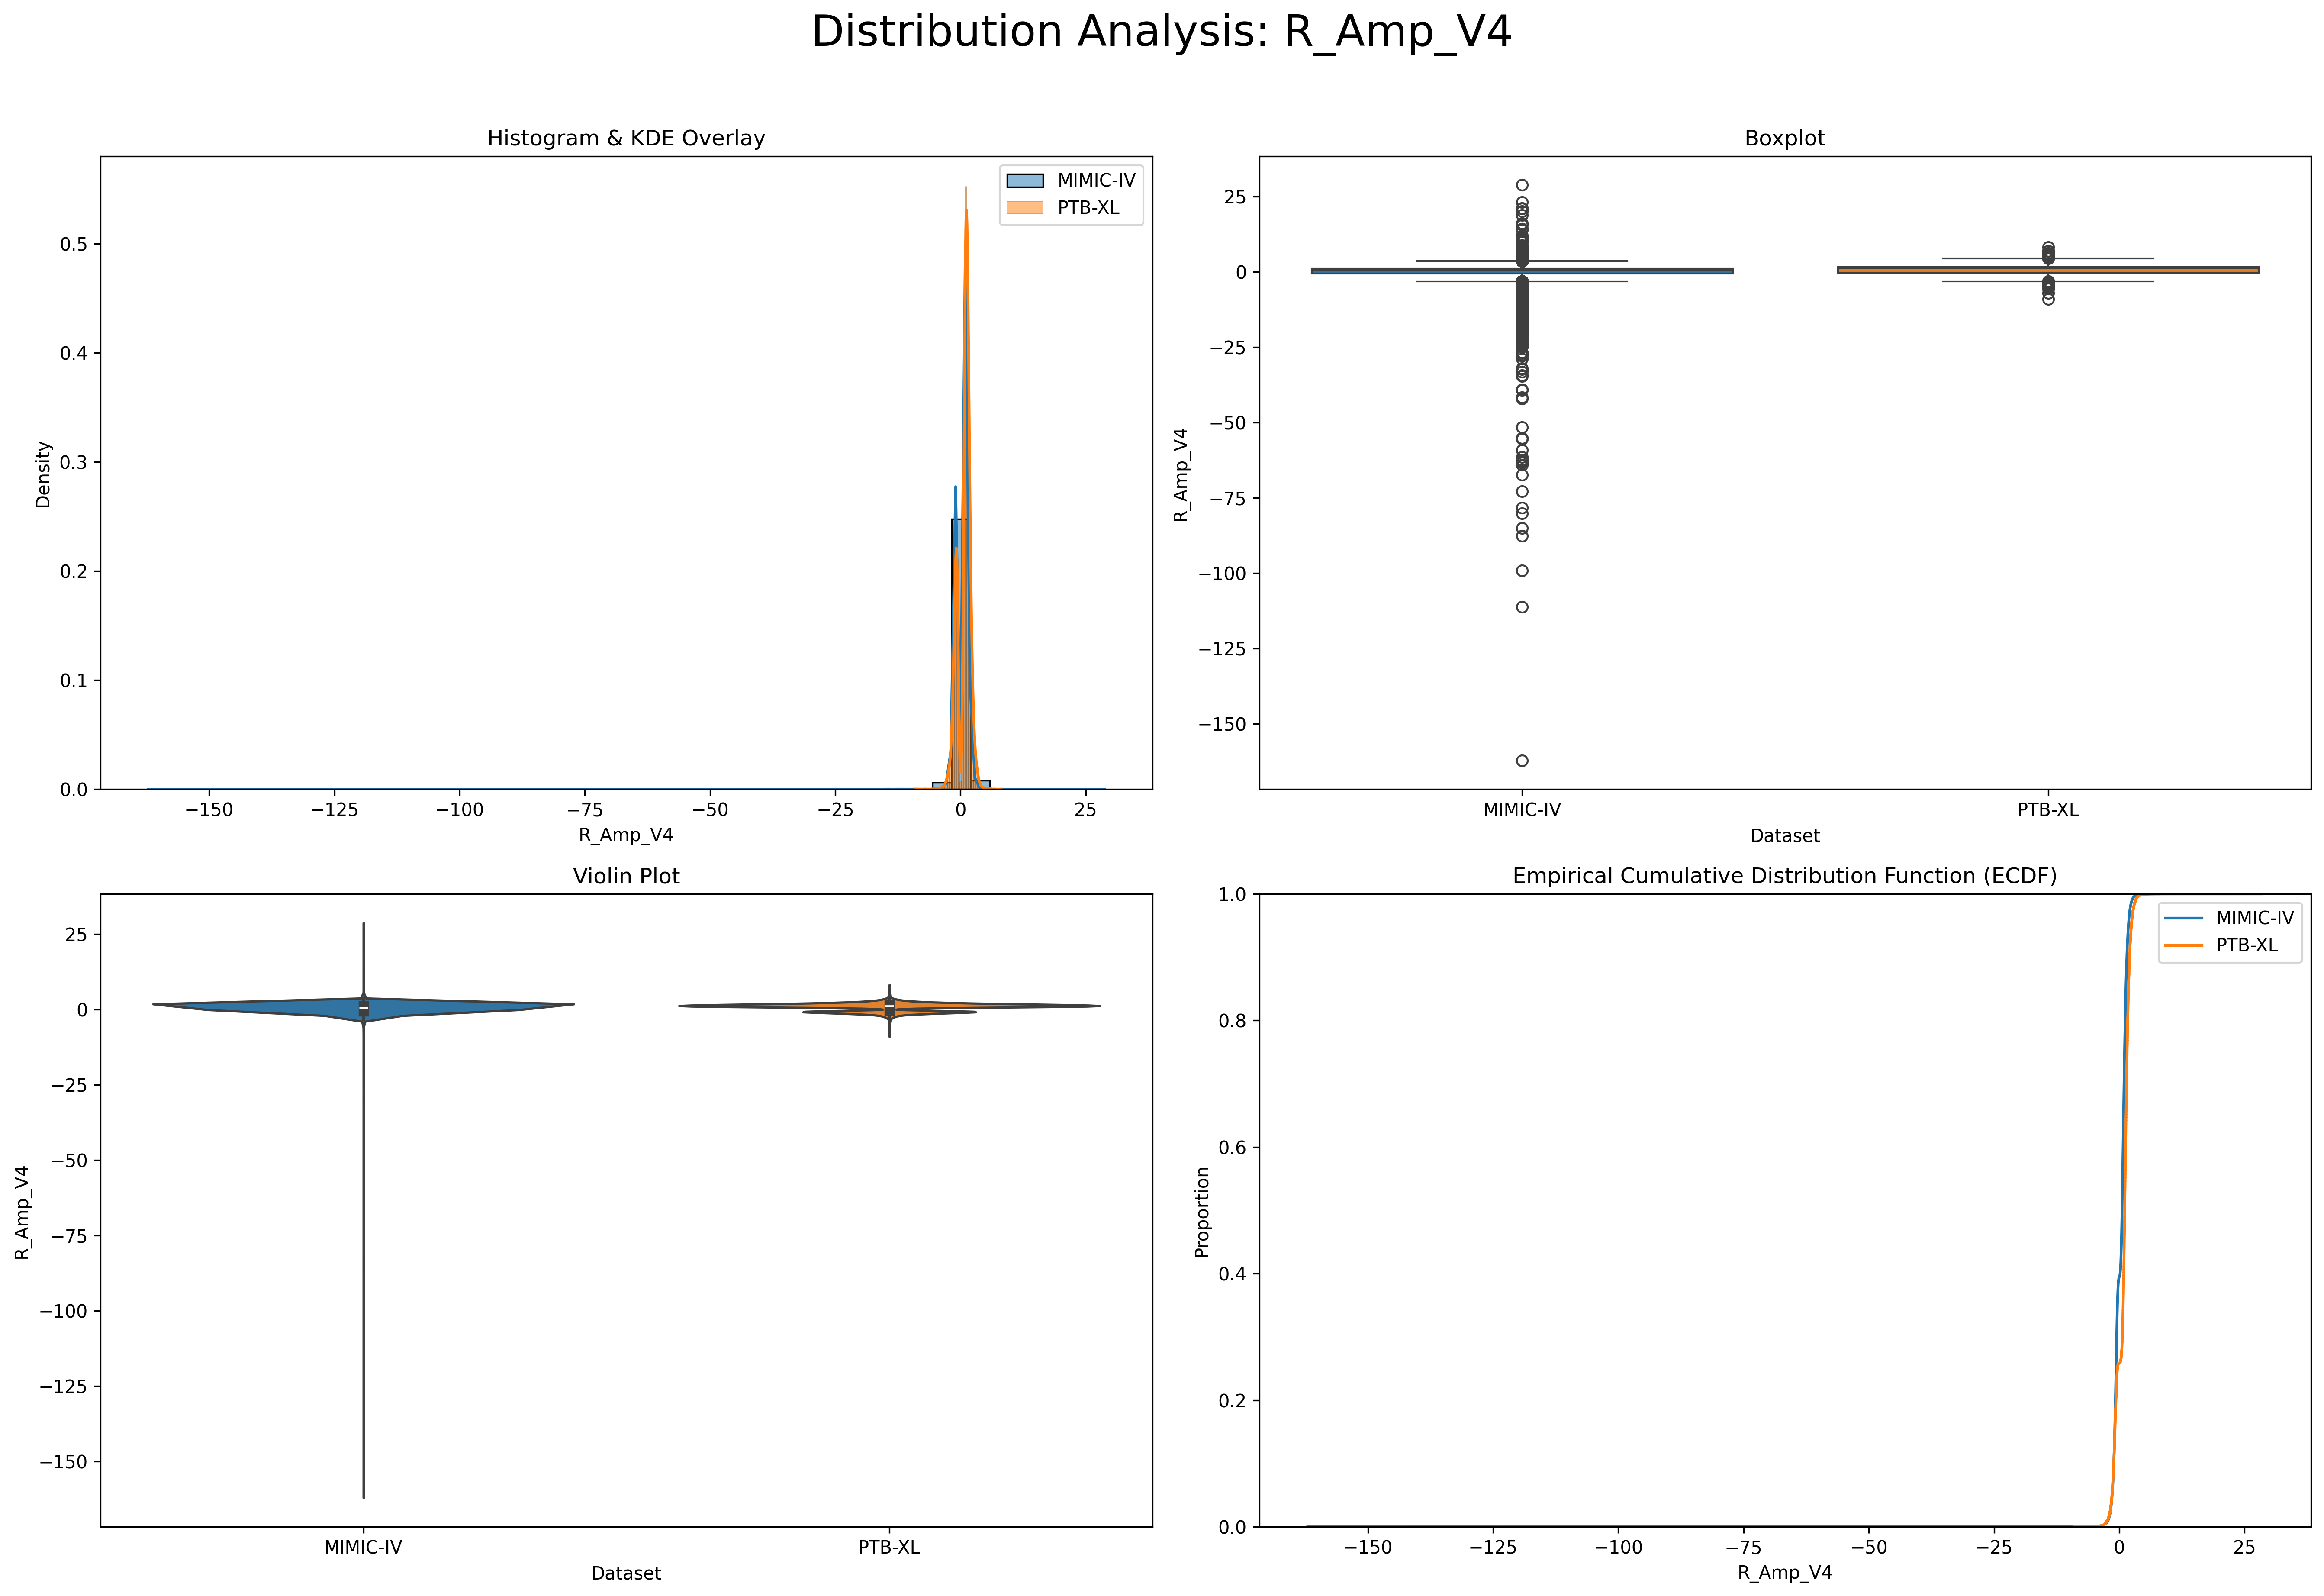 Distribution Analysis: R_Amp_V4
Histogram & KDE Overlay
MIMIC-IV
PTB-XL
Density
0.5
0.4
0.3
0.2
0.1
0.0
−150 −125 −100 −75 −50 −25 0 25
R_Amp_V4
Boxplot
R_Amp_V4
25
0
−25
−50
−75
−100
−125
−150
MIMIC-IV PTB-XL
Dataset
Violin Plot
R_Amp_V4
25
0
−25
−50
−75
−100
−125
−150
MIMIC-IV PTB-XL
Dataset
Empirical Cumulative Distribution Function (ECDF)
MIMIC-IV
PTB-XL
Proportion
1.0
0.8
0.6
0.4
0.2
0.0
−150 −125 −100 −75 −50 −25 0 25
R_Amp_V4